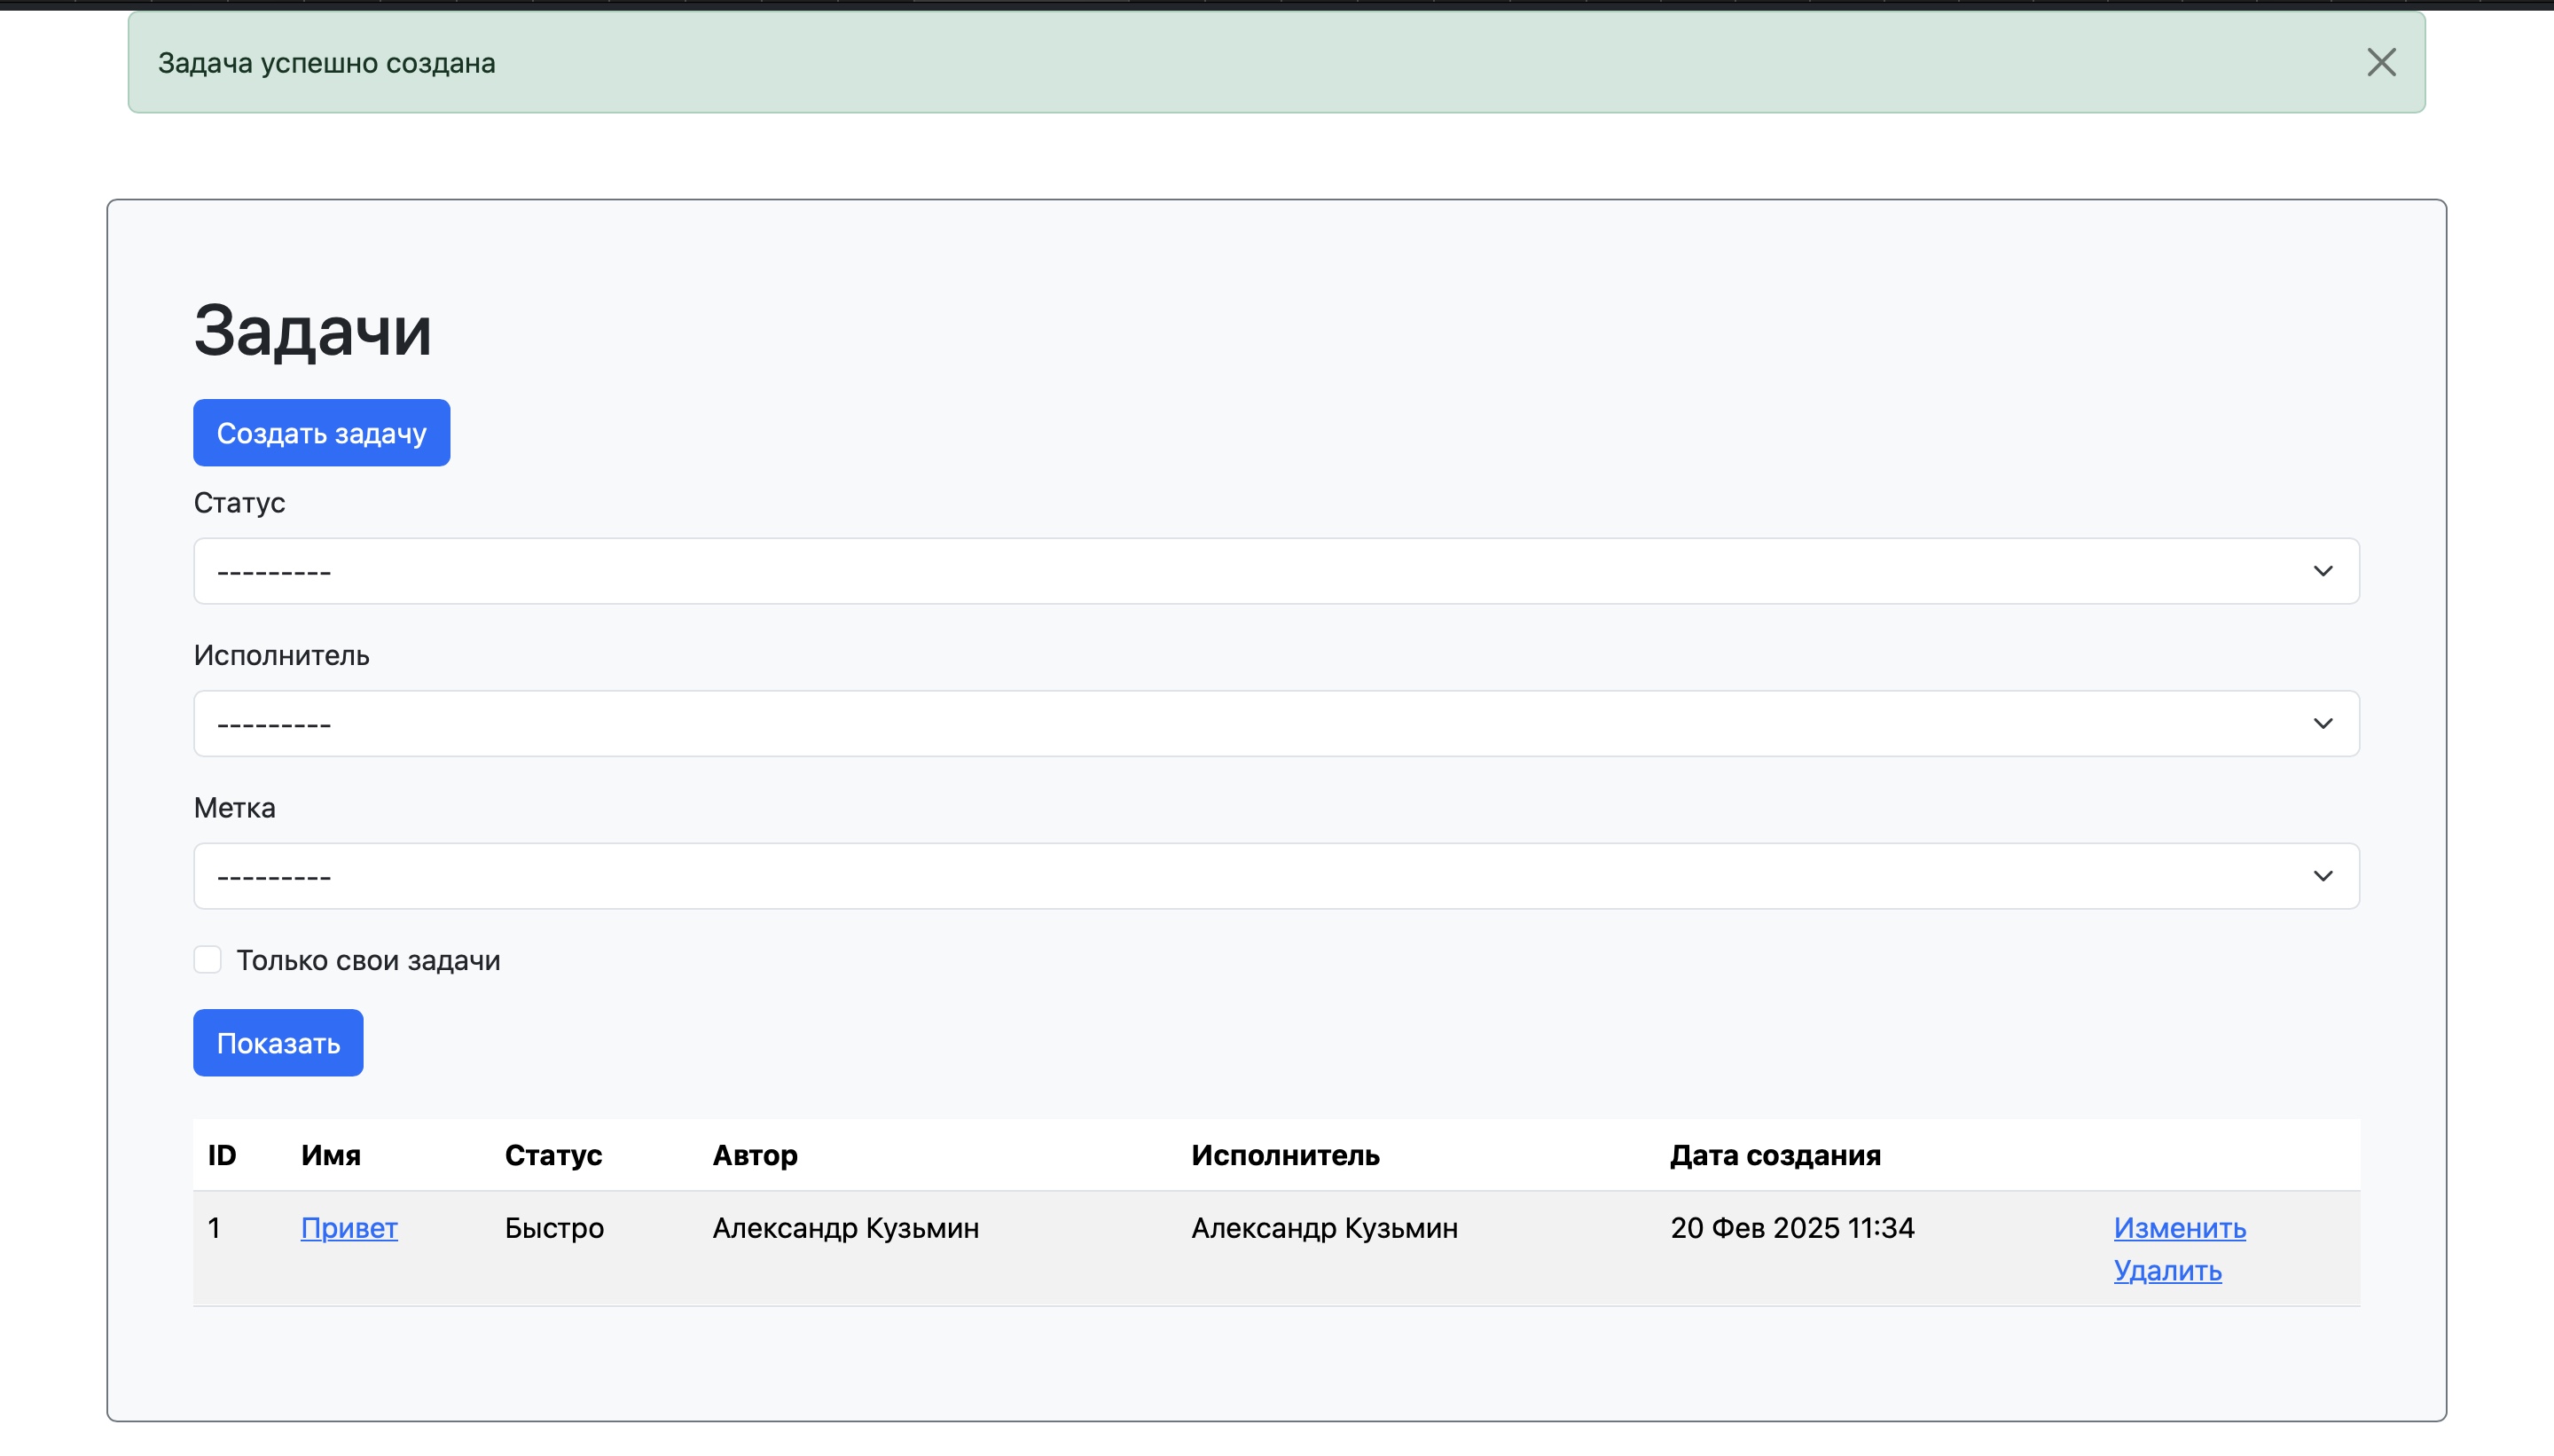 Задача успешно создана
Задачи
Создать задачу
Статус
---------
Исполнитель
---------
Метка
---------
Только свои задачи
Показать
ID Имя Статус Автор Исполнитель Дата создания
1 Привет Быстро Александр Кузьмин Александр Кузьмин 20 Фев 2025 11:34 Изменить
Удалить